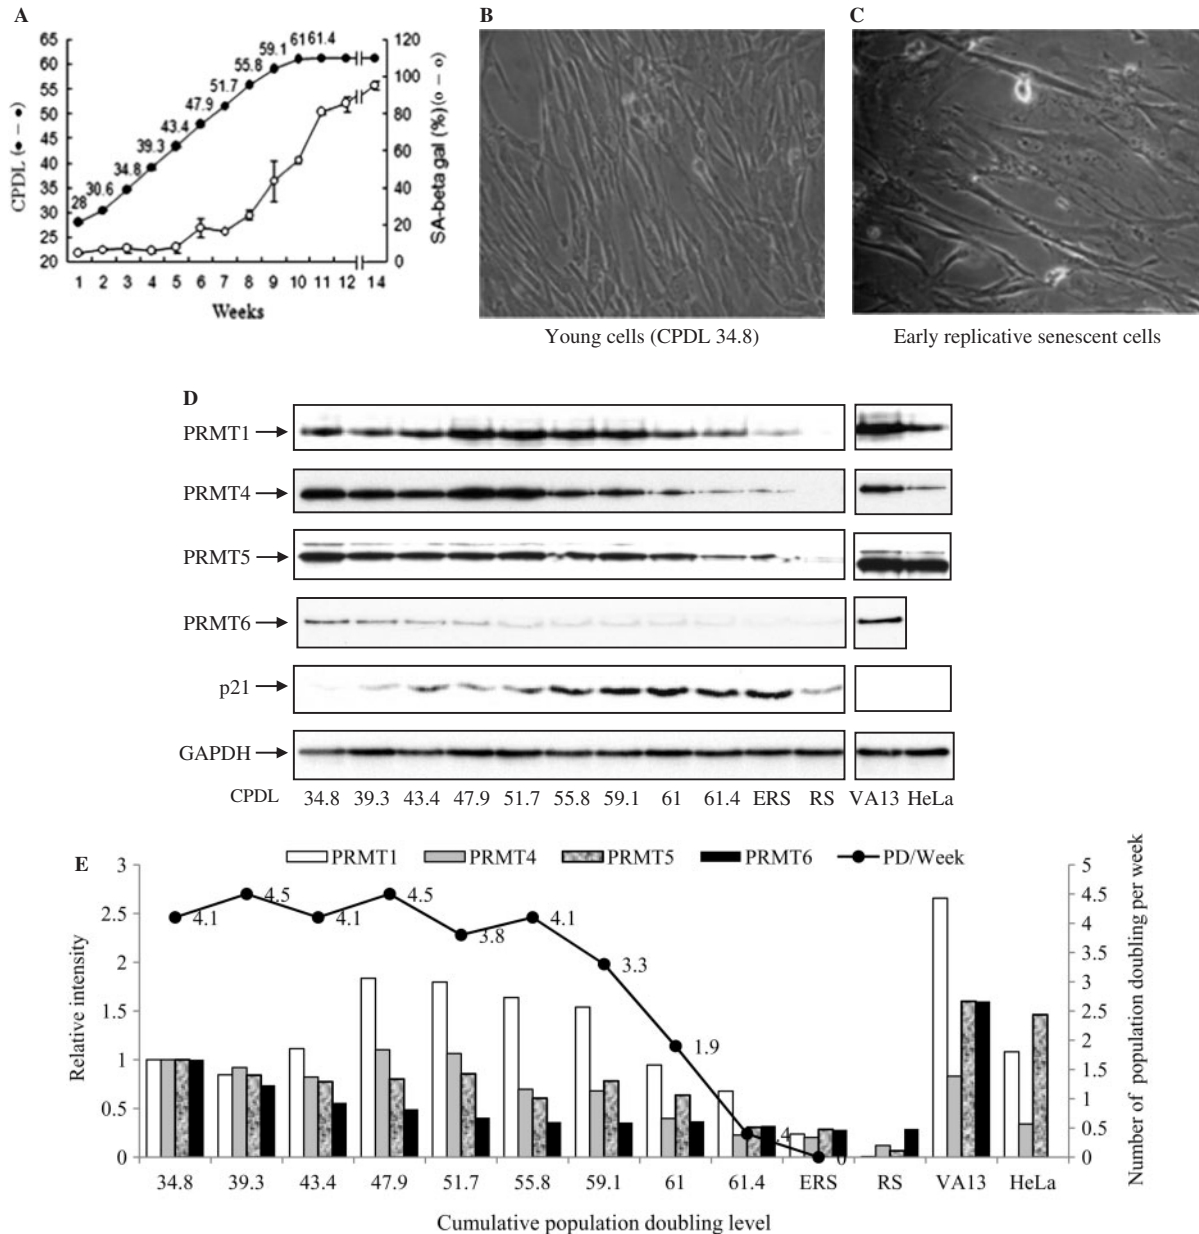 A
B
C
CPDL (●—●)
65
60
55
50
45
40
35
30
25
20
28
30.6
34.8
39.3
43.4
47.9
51.7
55.8
59.1
61
61.4
120
100
80
60
40
20
0
SA-beta gal (%)(o – o)
1 2 3 4 5 6 7 8 9 10 11 12 14
Weeks
Young cells (CPDL 34.8)
Early replicative senescent cells
D
PRMT1
PRMT4
PRMT5
PRMT6
p21
GAPDH
CPDL 34.8 39.3 43.4 47.9 51.7 55.8 59.1 61 61.4 ERS RS VA13 HeLa
E
PRMT1 PRMT4 PRMT5 PRMT6 PD/Week
Relative intensity
3
2.5
2
1.5
1
0.5
0
4.1
4.5
4.1
4.5
3.8
4.1
3.3
1.9
.4
0
5
4.5
4
3.5
3
2.5
2
1.5
1
0.5
0
Number of population doubling per week
34.8 39.3 43.4 47.9 51.7 55.8 59.1 61 61.4 ERS RS VA13 HeLa
Cumulative population doubling level